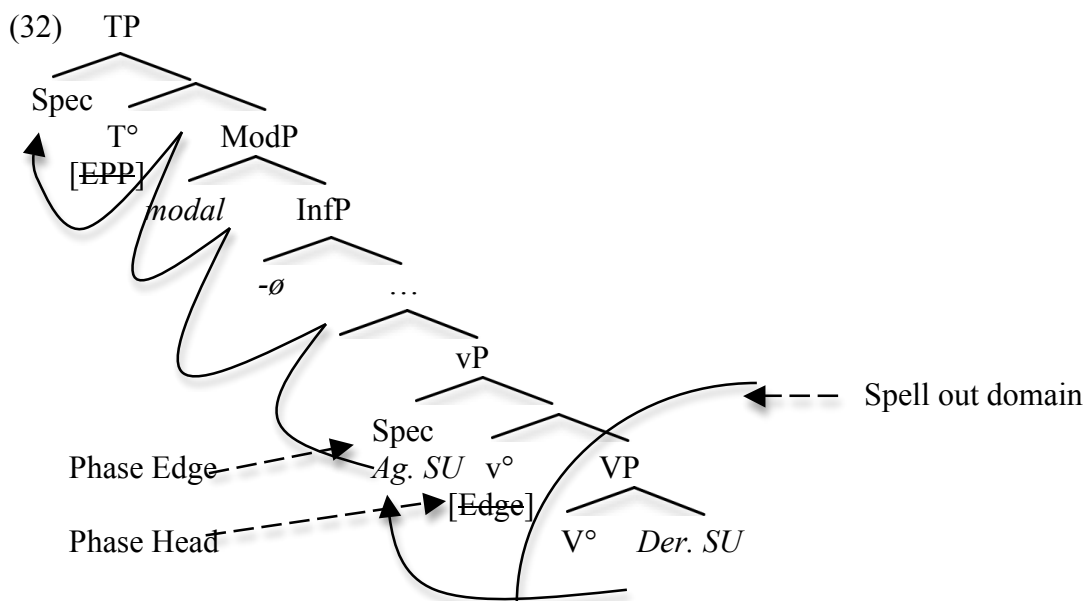 (32) TP
Spec
T° ModP
[EPP]
modal InfP
-ø …
vP
Spec Spell out domain
Phase Edge Ag. SU v° VP
[Edge]
Phase Head V° Der. SU